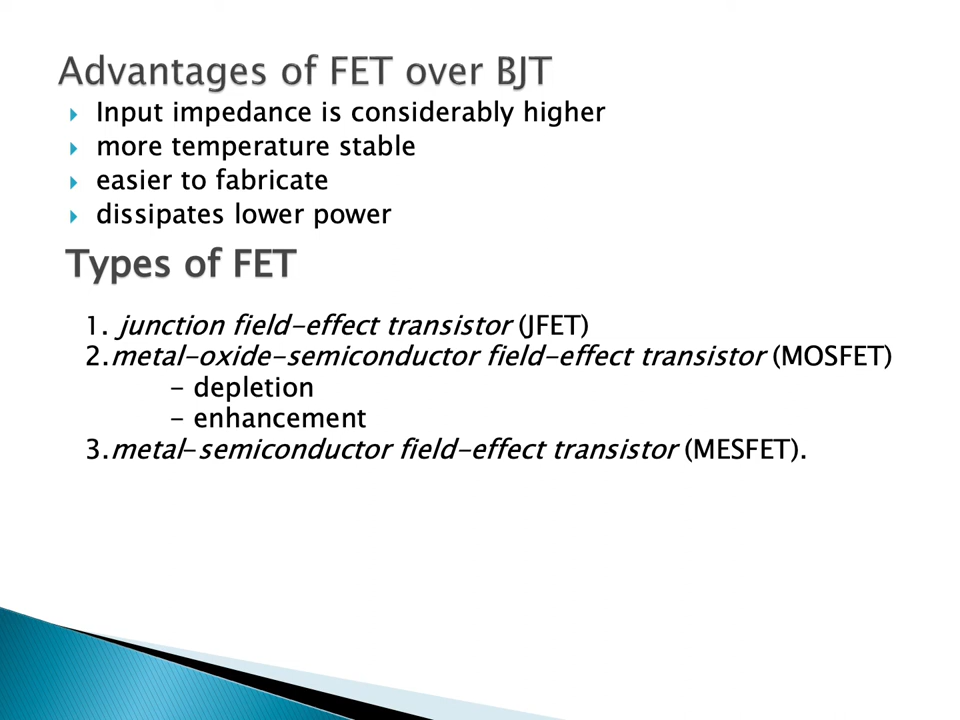 Advantages of FET over BJT
Input impedance is considerably higher
more temperature stable
easier to fabricate
dissipates lower power
Types of FET
1. junction field-effect transistor (JFET)
2.metal-oxide-semiconductor field-effect transistor (MOSFET)
- depletion
- enhancement
3.metal-semiconductor field-effect transistor (MESFET).